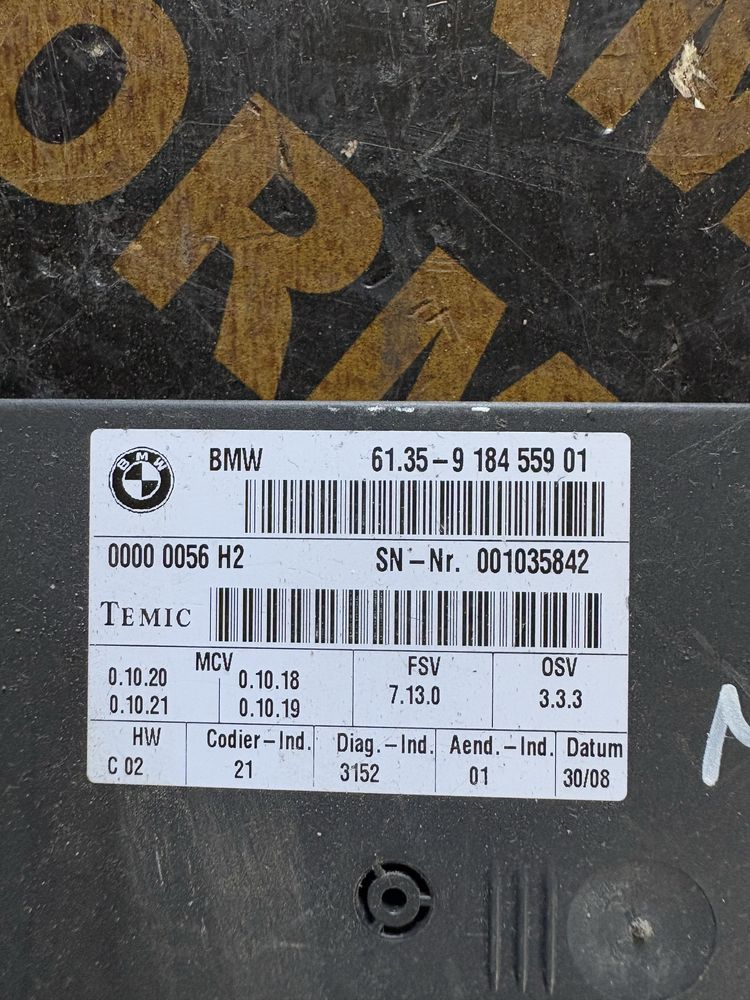 ORM
BMW
BMW 61.35-9 184 559 01
0000 0056 H2 SN-Nr. 001035842
TEMIC
MCV FSV OSV
0.10.20 0.10.18 7.13.0 3.3.3
0.10.21 0.10.19
HW Codier-Ind. Diag.-Ind. Aend.-Ind. Datum
C 02 21 3152 01 30/08